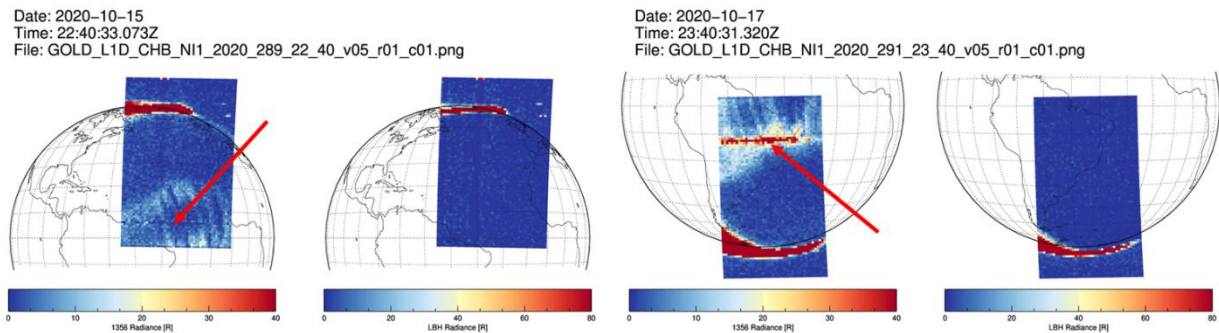 Date: 2020-10-15
Time: 22:40:33.073Z
File: GOLD_L1D_CHB_NI1_2020_289_22_40_v05_r01_c01.png
0 10 20 30 40
1356 Radiance [R]
0 20 40 60 80
LBH Radiance [R]
Date: 2020-10-17
Time: 23:40:31.320Z
File: GOLD_L1D_CHB_NI1_2020_291_23_40_v05_r01_c01.png
0 10 20 30 40
1356 Radiance [R]
0 20 40 60 80
LBH Radiance [R]